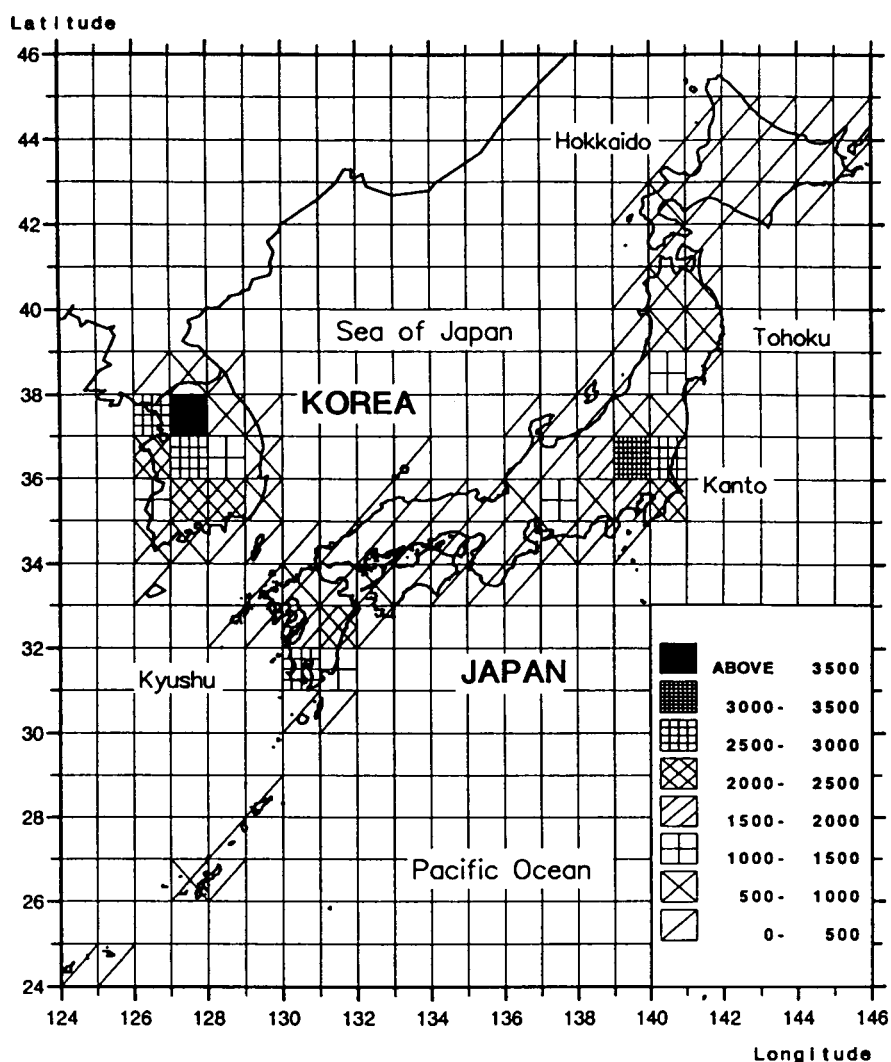 Latitude
46
44
Hokkaido
42
40
Sea of Japan
Tohoku
38
KOREA
36
Kanto
34
32
Kyushu
JAPAN
ABOVE 3500
30
3000- 3500
2500- 3000
28
2000- 2500
1500- 2000
26
Pacific Ocean
1000- 1500
500- 1000
0- 500
24
124 126 128 130 132 134 136 138 140 142 144 146
Longitude